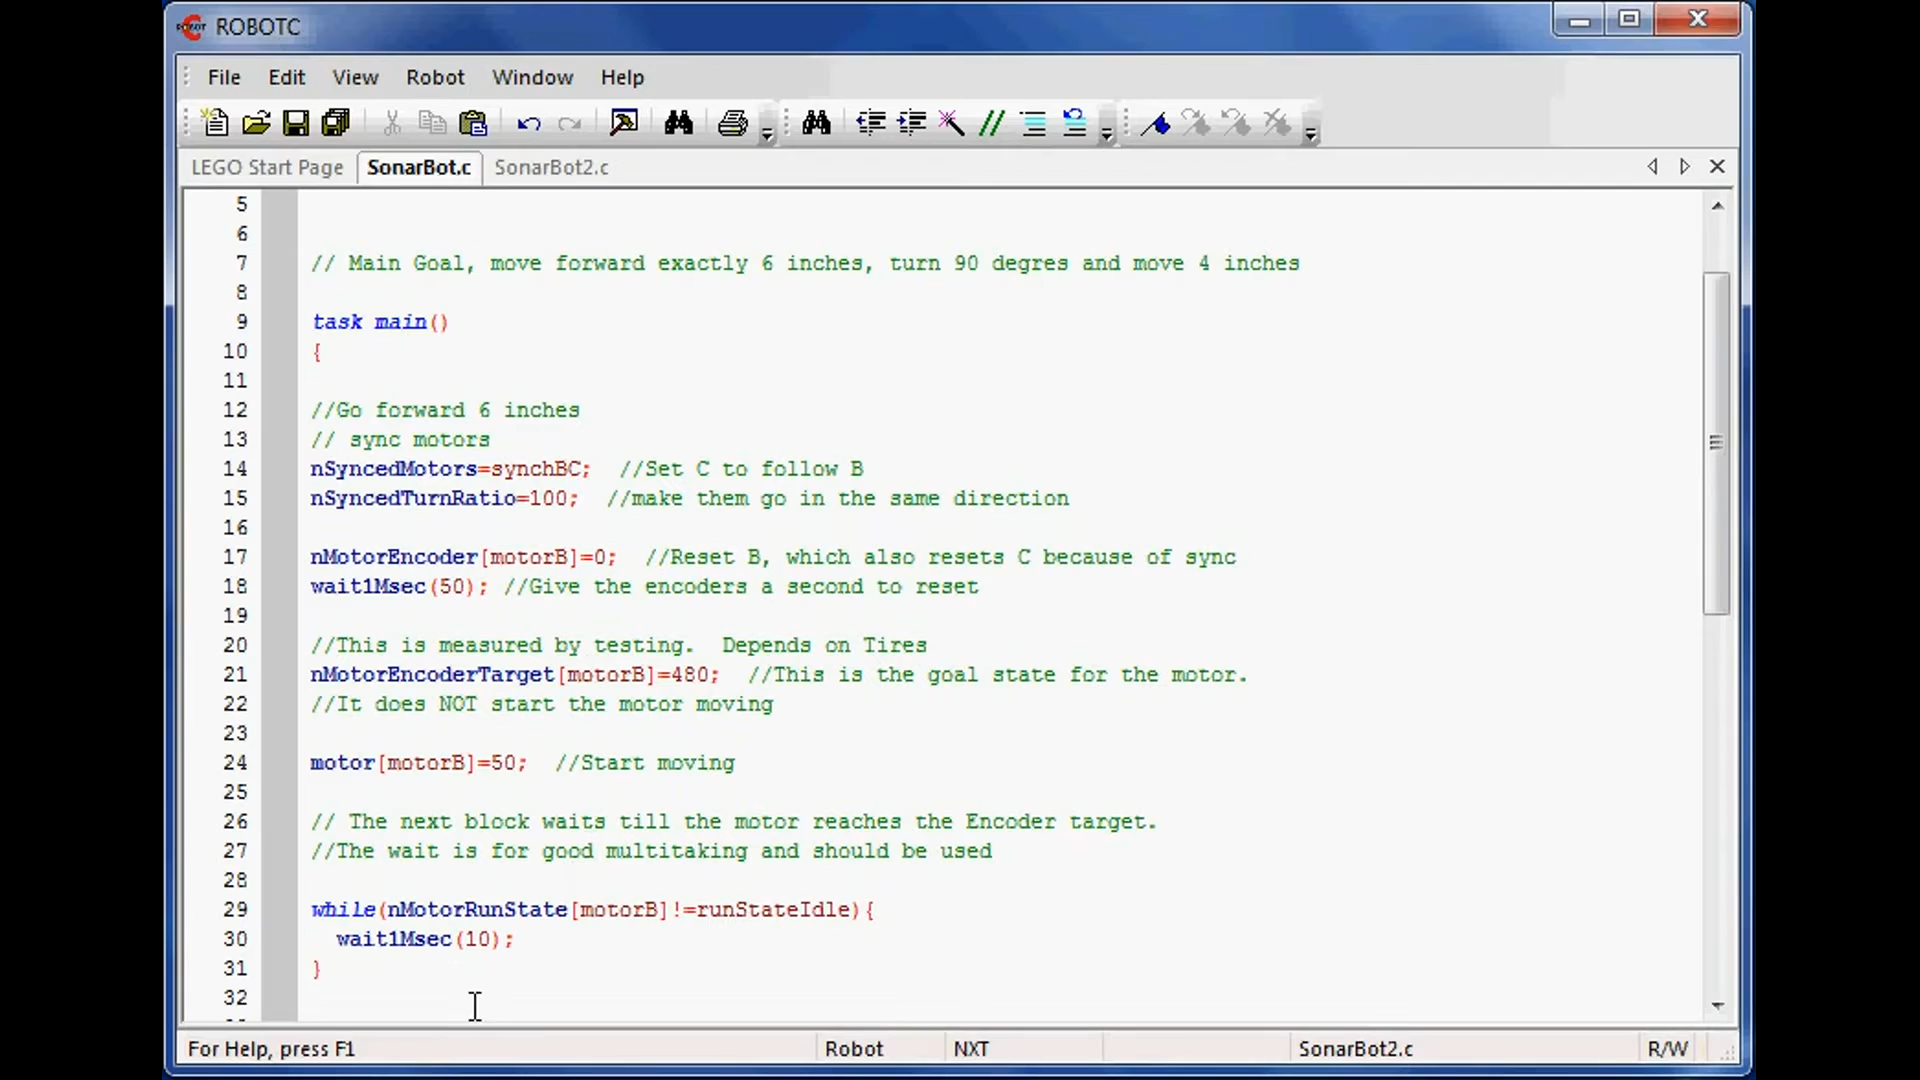 ROBOTC
File Edit View Robot Window Help
LEGO Start Page SonarBot.c SonarBot2.c
5
6
7 // Main Goal, move forward exactly 6 inches, turn 90 degres and move 4 inches
8
9 task main()
10 {
11
12 //Go forward 6 inches
13 // sync motors
14 nSyncedMotors=synchBC; //Set C to follow B
15 nSyncedTurnRatio=100; //make them go in the same direction
16
17 nMotorEncoder[motorB]=0; //Reset B, which also resets C because of sync
18 wait1Msec(50); //Give the encoders a second to reset
19
20 //This is measured by testing. Depends on Tires
21 nMotorEncoderTarget[motorB]=480; //This is the goal state for the motor.
22 //It does NOT start the motor moving
23
24 motor[motorB]=50; //Start moving
25
26 // The next block waits till the motor reaches the Encoder target.
27 //The wait is for good multitaking and should be used
28
29 while(nMotorRunState[motorB]!=runStateIdle){
30 wait1Msec(10);
31 }
32
For Help, press F1 Robot NXT SonarBot2.c R/W